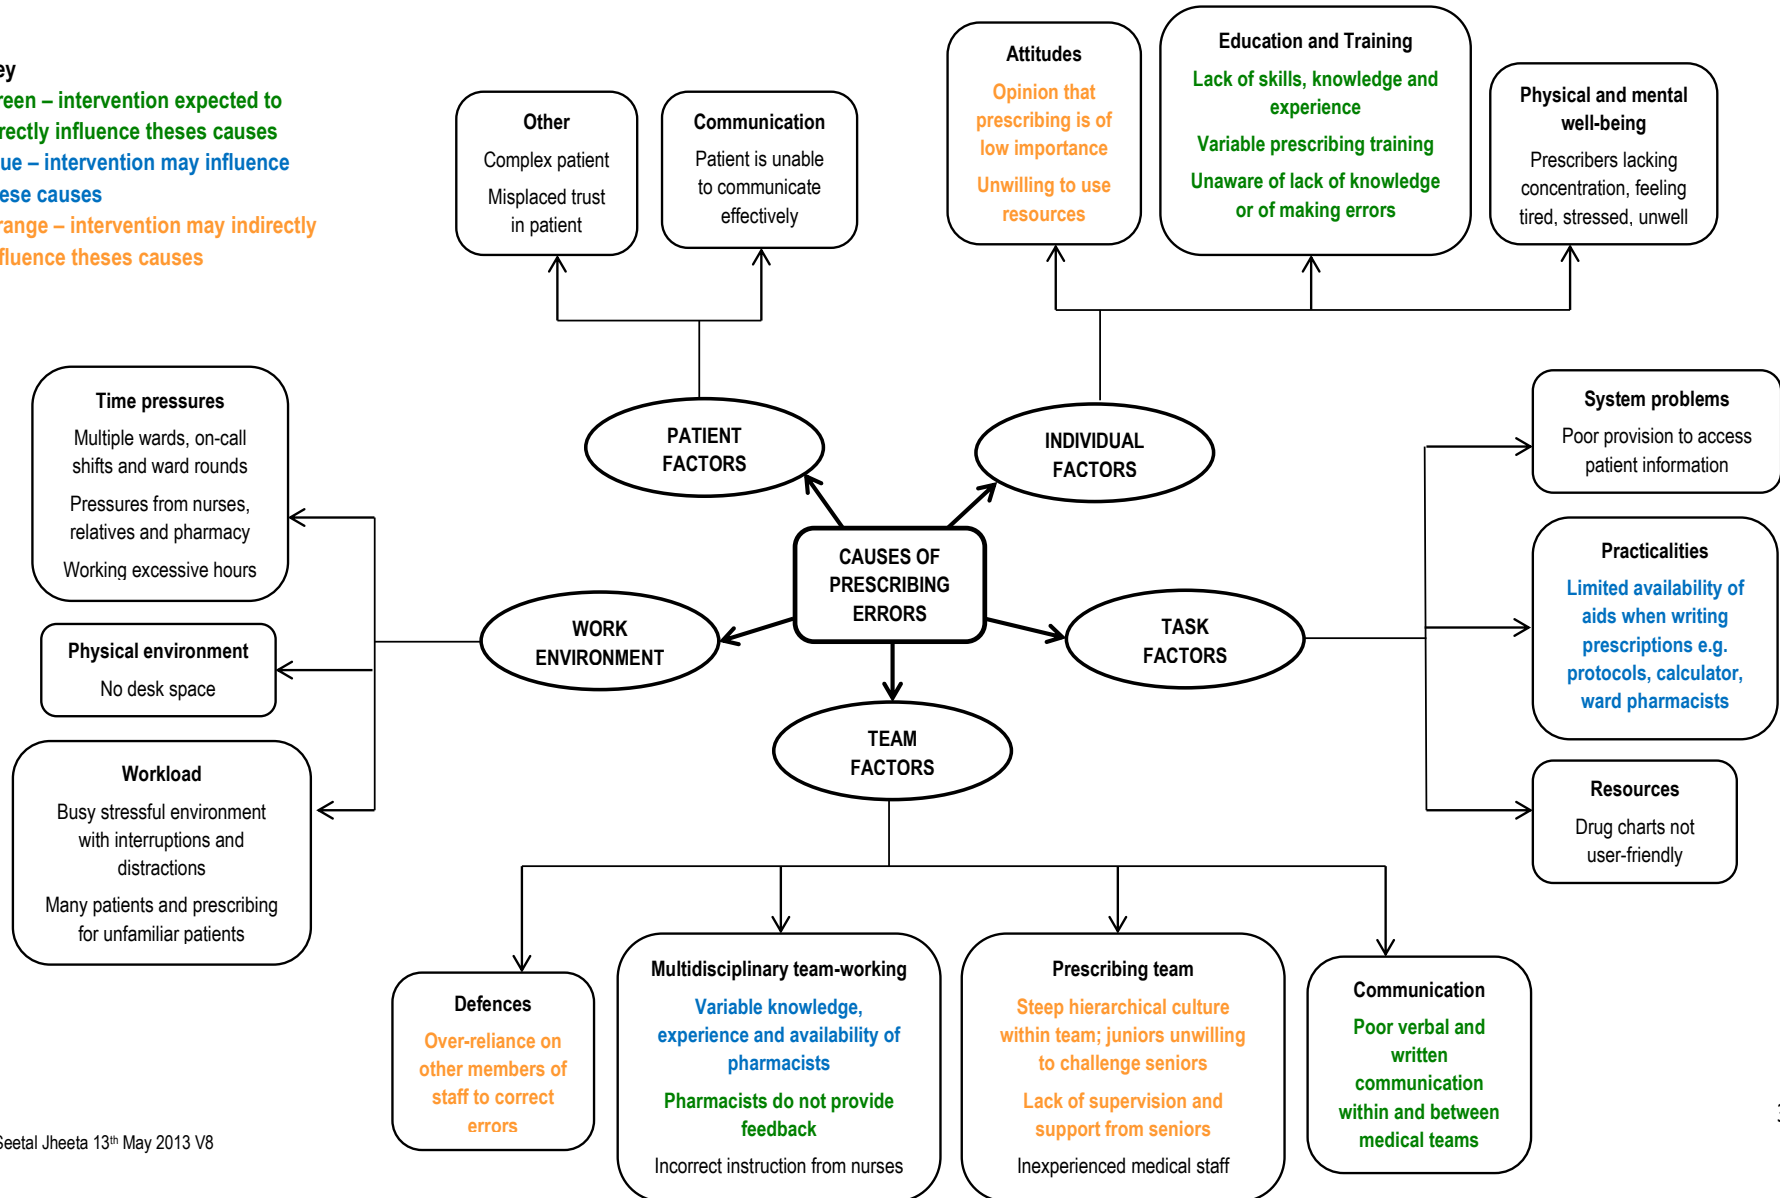 ey
reen – intervention expected to
rectly influence theses causes
ue – intervention may influence
ese causes
range – intervention may indirectly
fluence theses causes
Other
Complex patient
Misplaced trust
in patient
Communication
Patient is unable
to communicate
effectively
Attitudes
Opinion that
prescribing is of
low importance
Unwilling to use
resources
Education and Training
Lack of skills, knowledge and
experience
Variable prescribing training
Unaware of lack of knowledge
or of making errors
Physical and mental
well-being
Prescribers lacking
concentration, feeling
tired, stressed, unwell
PATIENT
FACTORS
INDIVIDUAL
FACTORS
Time pressures
Multiple wards, on-call
shifts and ward rounds
Pressures from nurses,
relatives and pharmacy
Working excessive hours
System problems
Poor provision to access
patient information
CAUSES OF
PRESCRIBING
ERRORS
Practicalities
Limited availability of
aids when writing
prescriptions e.g.
protocols, calculator,
ward pharmacists
WORK
ENVIRONMENT
TASK
FACTORS
Physical environment
No desk space
TEAM
FACTORS
Workload
Busy stressful environment
with interruptions and
distractions
Many patients and prescribing
for unfamiliar patients
Resources
Drug charts not
user-friendly
Defences
Over-reliance on
other members of
staff to correct
errors
Multidisciplinary team-working
Variable knowledge,
experience and availability of
pharmacists
Pharmacists do not provide
feedback
Incorrect instruction from nurses
Prescribing team
Steep hierarchical culture
within team; juniors unwilling
to challenge seniors
Lack of supervision and
support from seniors
Inexperienced medical staff
Communication
Poor verbal and
written
communication
within and between
medical teams
Seetal Jheeta 13th May 2013 V8
3